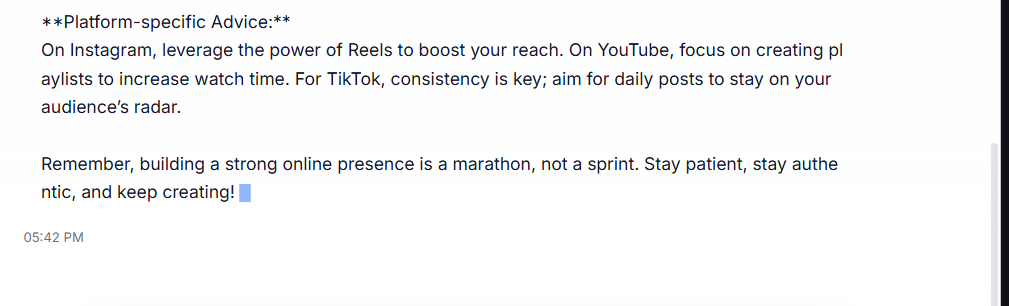 **Platform-specific Advice:**
On Instagram, leverage the power of Reels to boost your reach. On YouTube, focus on creating pl
aylists to increase watch time. For TikTok, consistency is key; aim for daily posts to stay on your
audience’s radar.
Remember, building a strong online presence is a marathon, not a sprint. Stay patient, stay authe
ntic, and keep creating!
05:42 PM